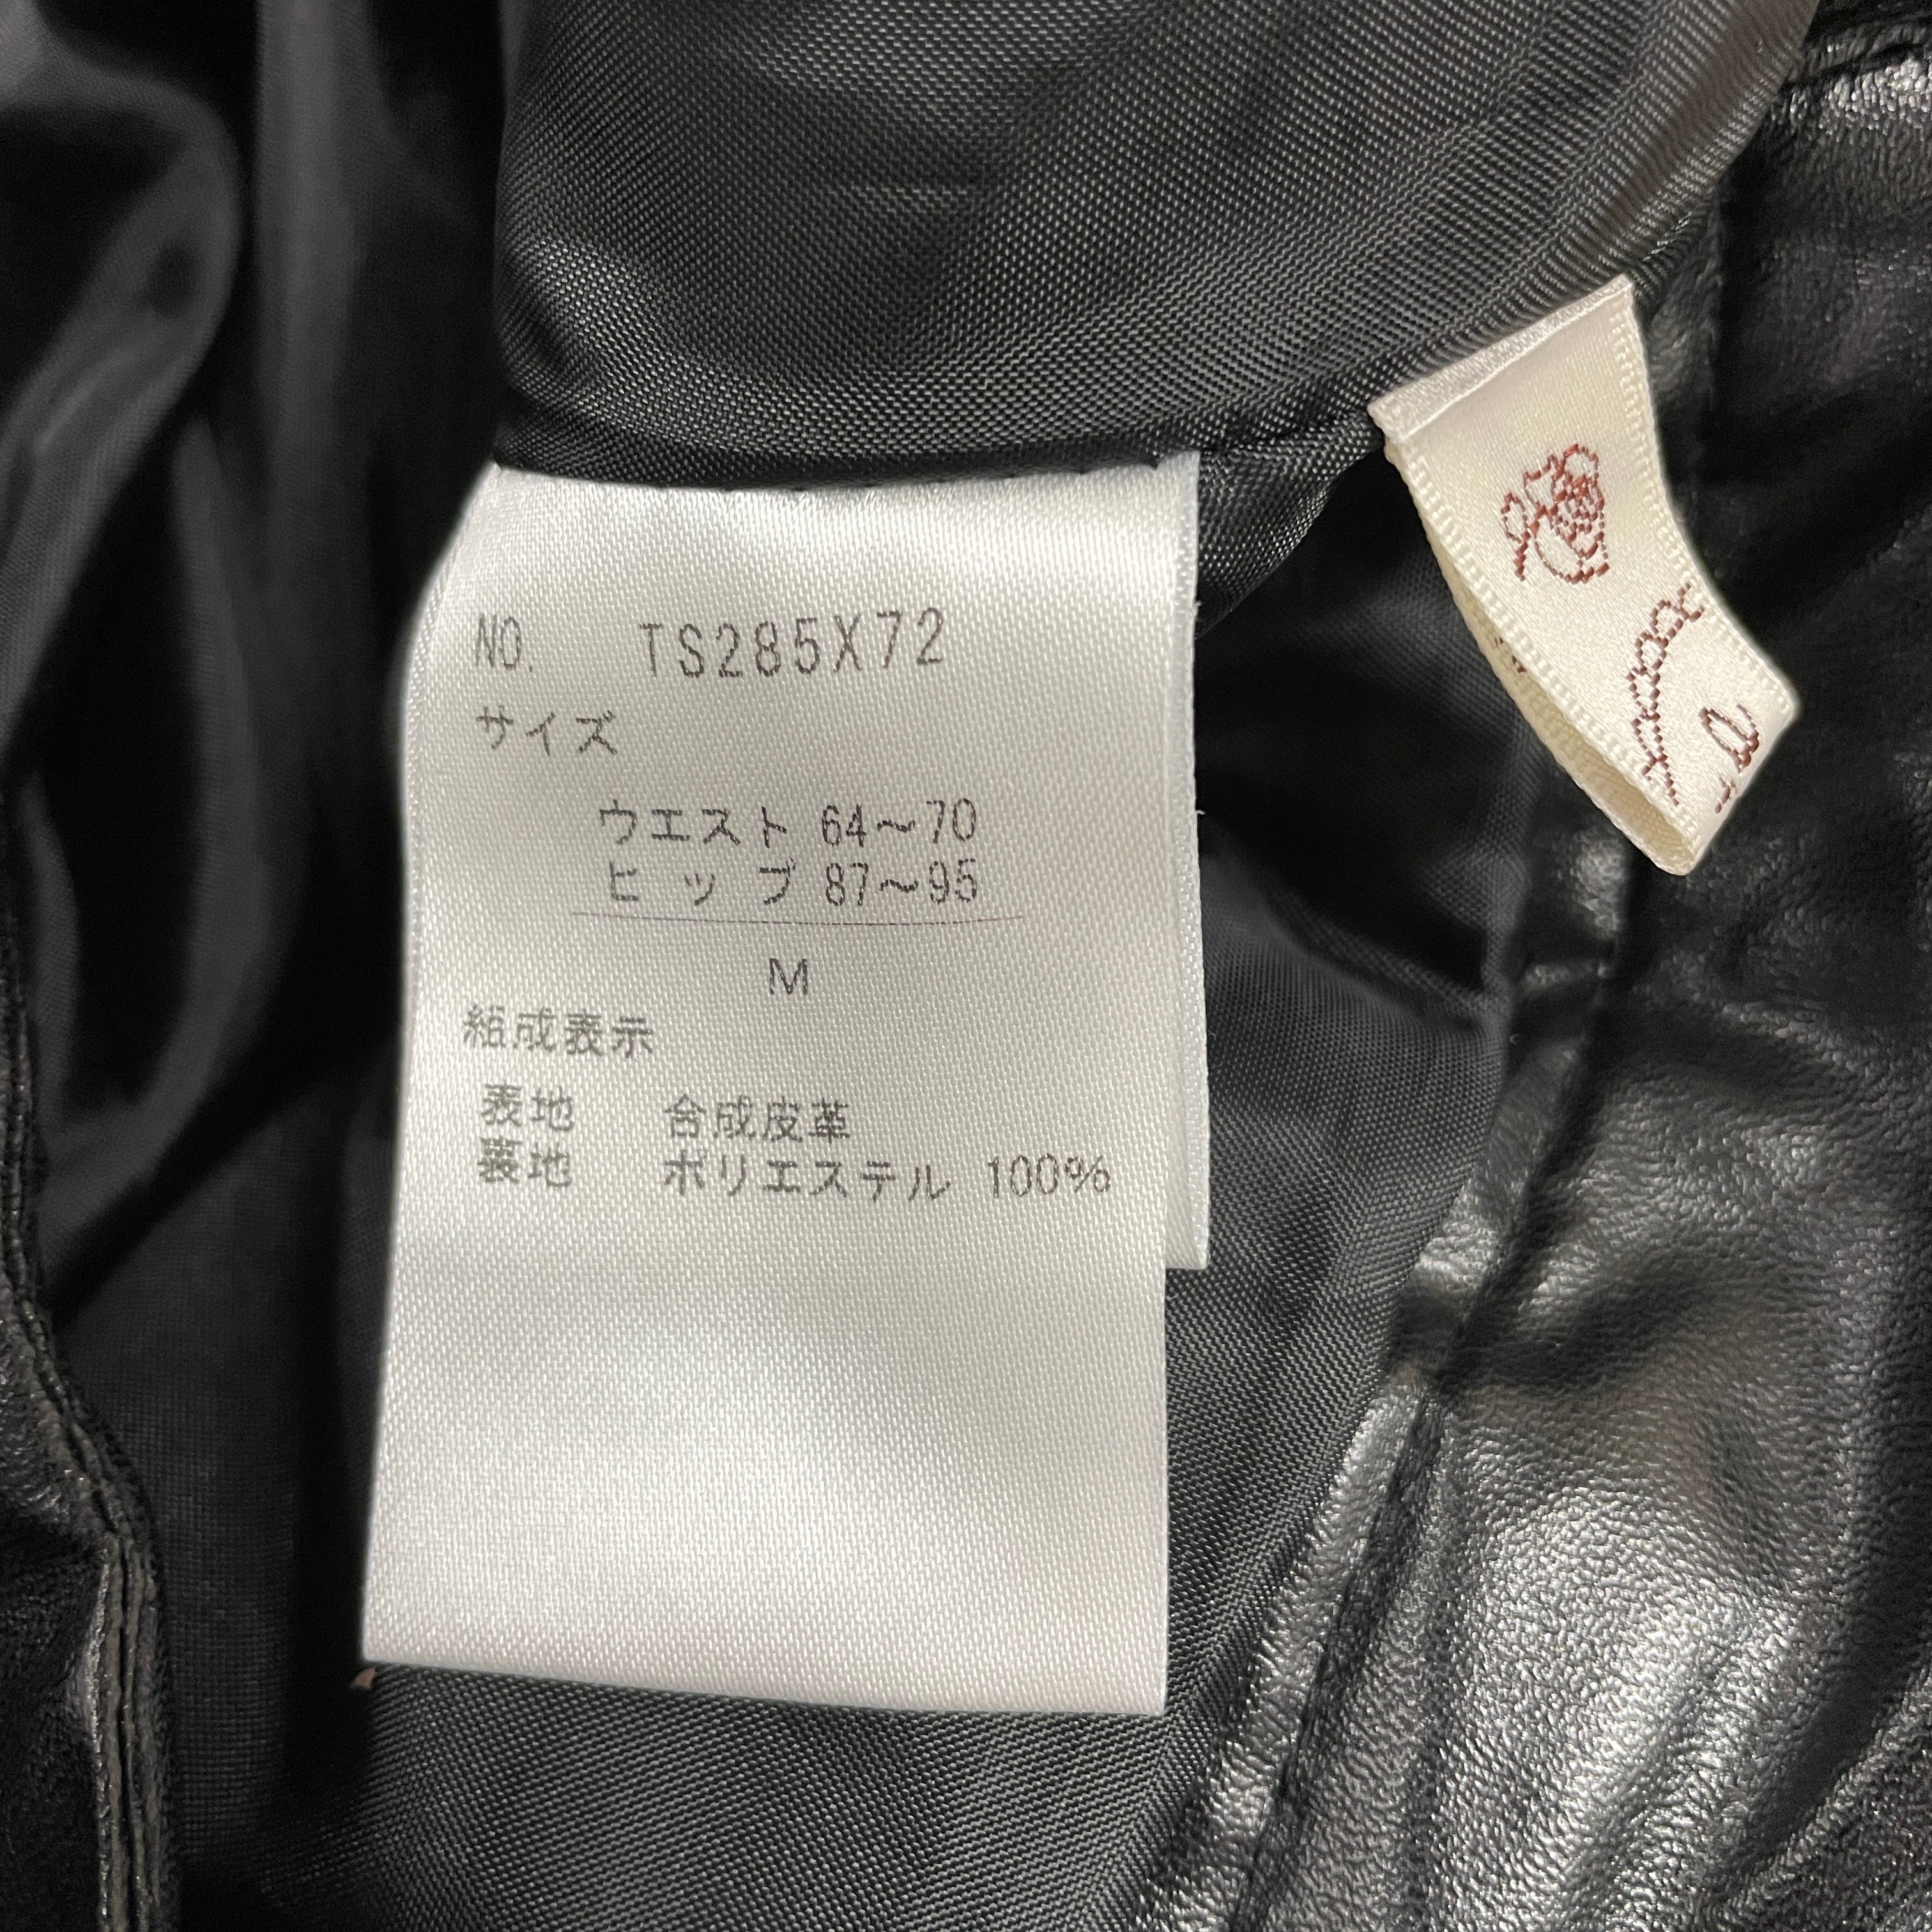 NO. TS285X72
サイズ
ウエスト 64〜70
ヒップ 87〜95
M
組成表示
表地 合成皮革
裏地 ポリエステル 100%